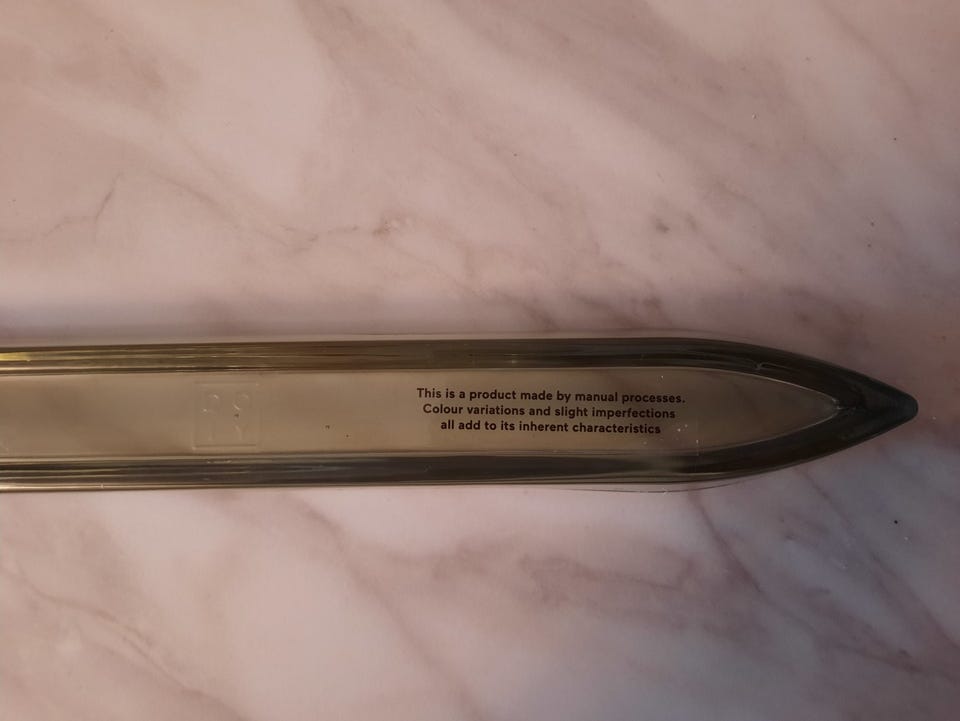 This is a product made by manual processes.
Colour variations and slight imperfections
all add to its inherent characteristics